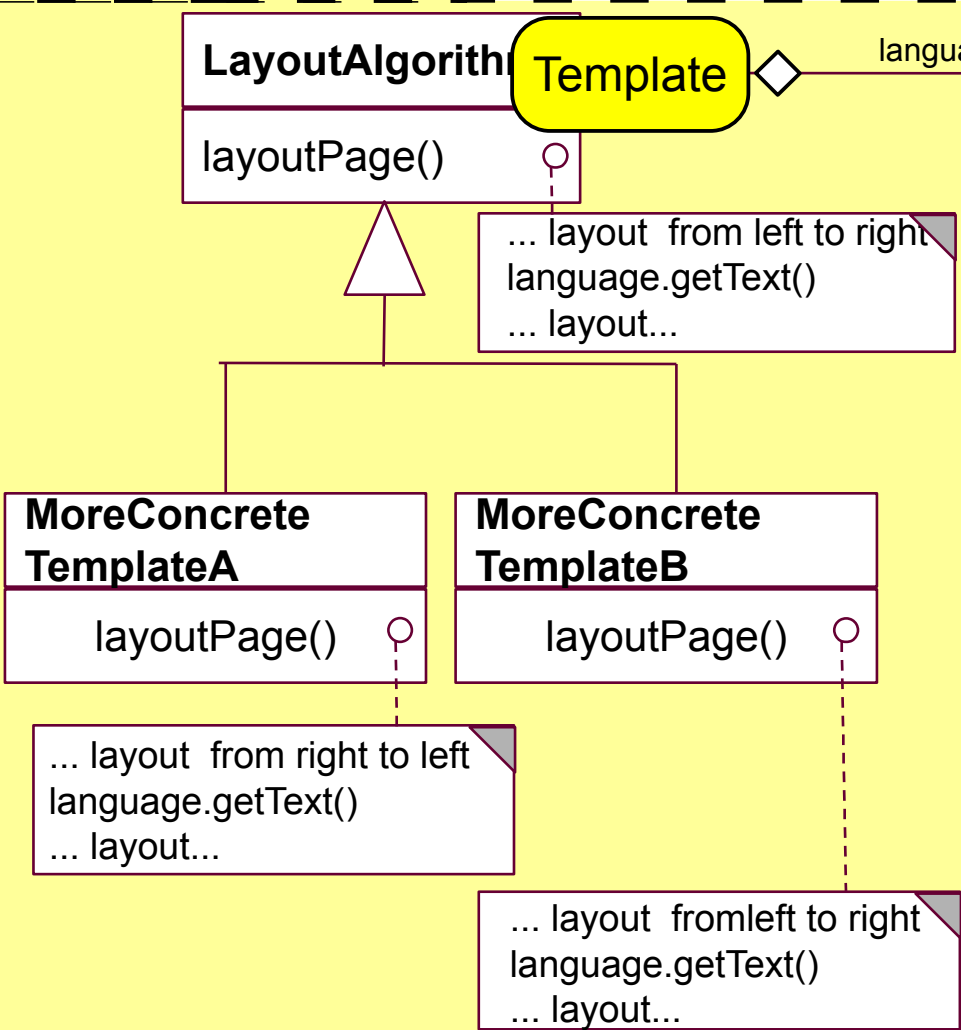 LayoutAlgorith
Template
langua
layoutPage()
... layout from left to right
language.getText()
... layout...
MoreConcrete
TemplateA
MoreConcrete
TemplateB
layoutPage()
layoutPage()
... layout from right to left
language.getText()
... layout...
... layout fromleft to right
language.getText()
... layout...